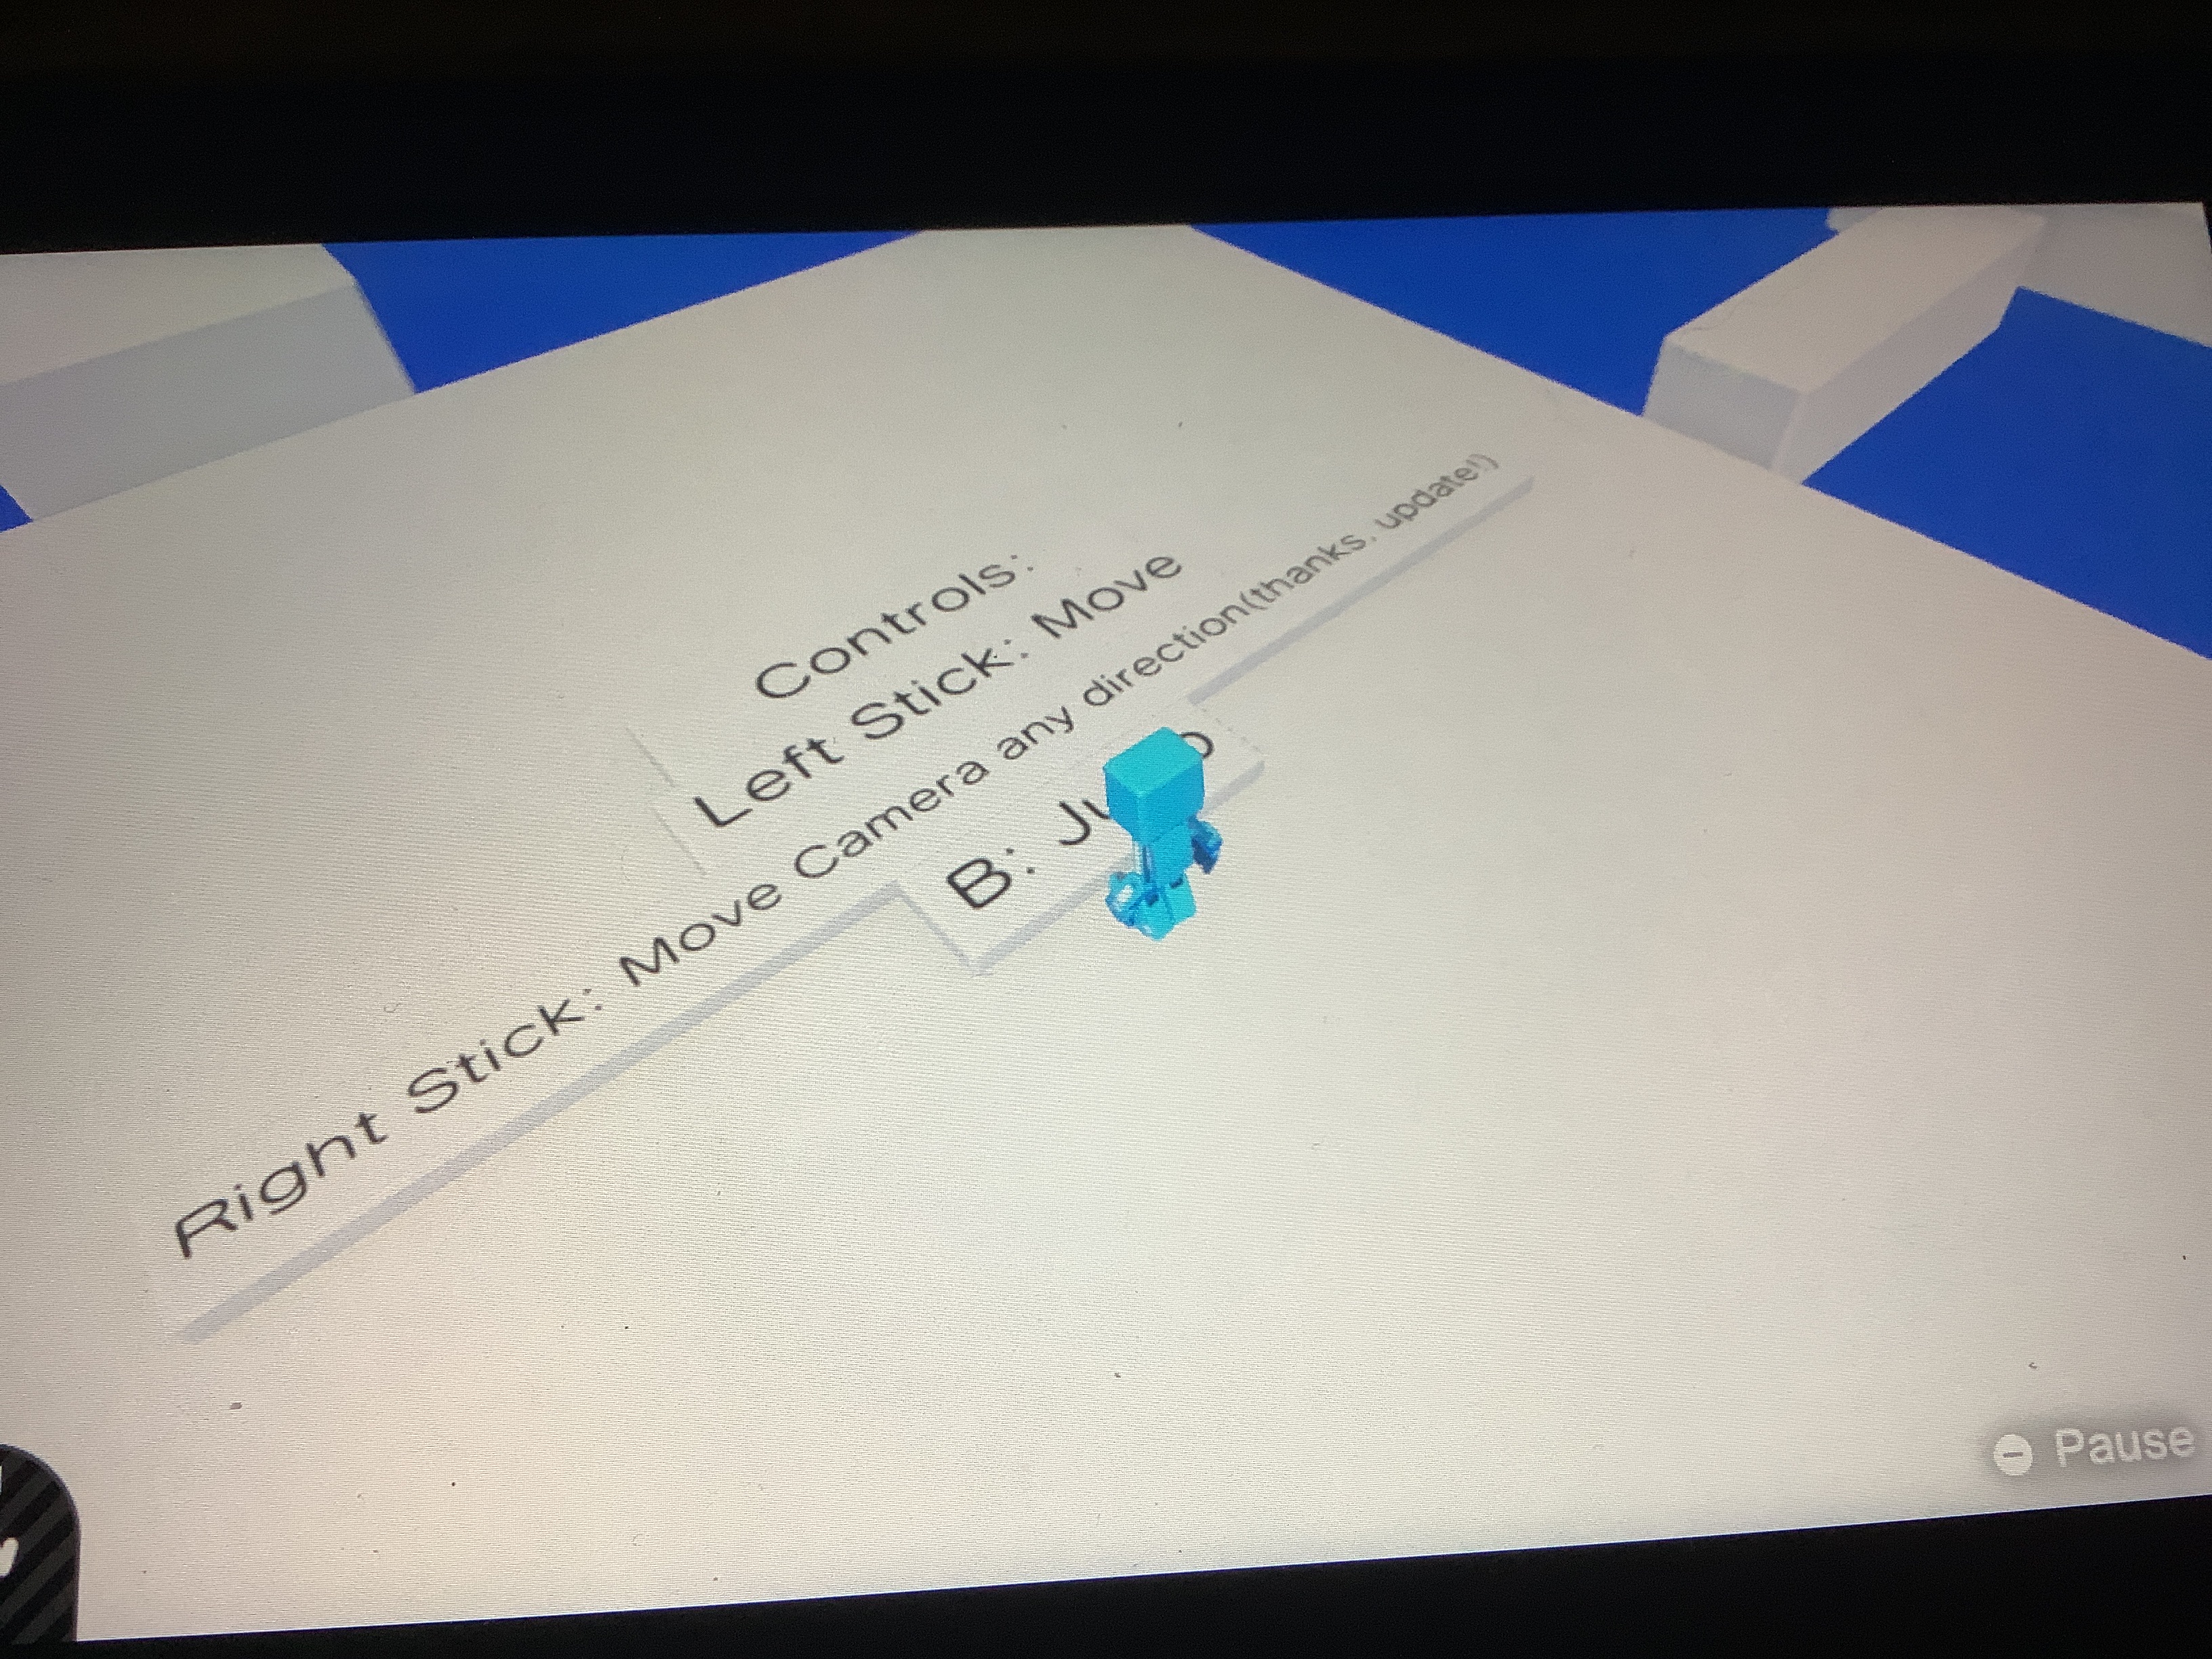 Controls:
Left Stick: Move
Right Stick: Move Camera any direction(thanks, update!)
B:
Pause